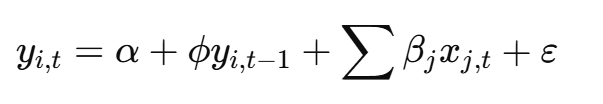 y_{i,t} = α + ϕy_{i,t−1} + ∑ β_j x_{j,t} + ε